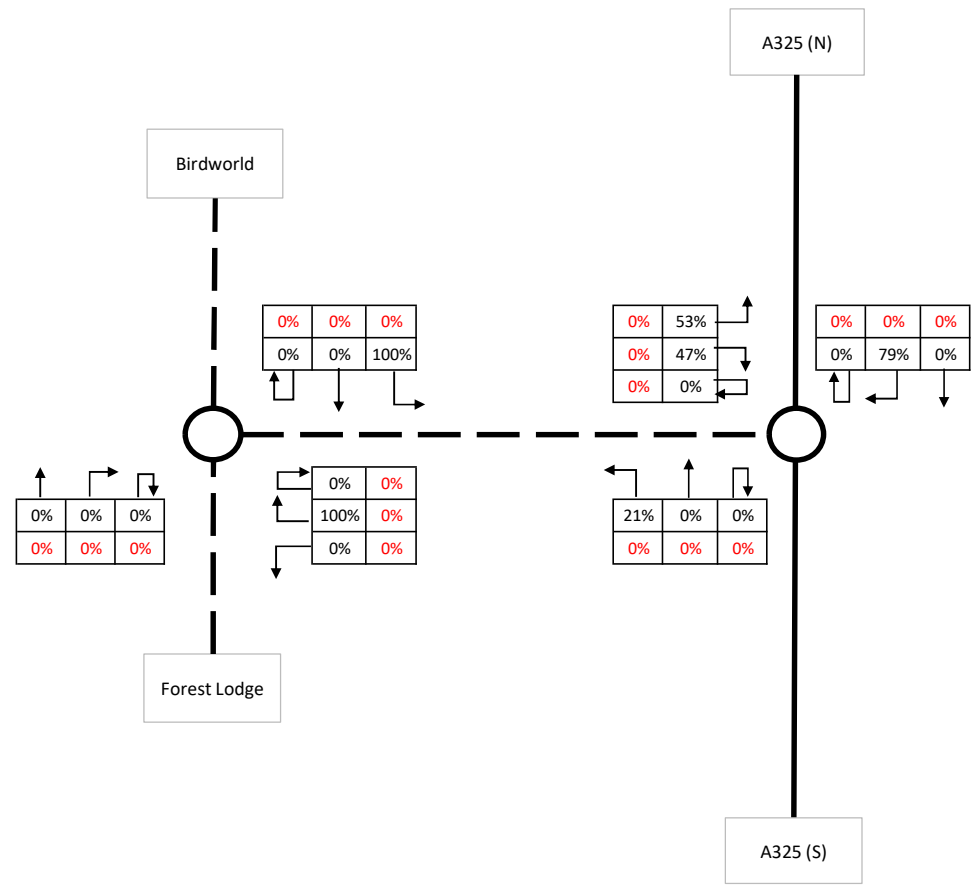 A325 (N)
Birdworld
0% 0% 0%
0% 0% 100%
0% 53%
0% 47%
0% 0%
0% 0% 0%
0% 79% 0%
0% 0% 0%
0% 0% 0%
0% 0%
100% 0%
0% 0%
21% 0% 0%
0% 0% 0%
Forest Lodge
A325 (S)